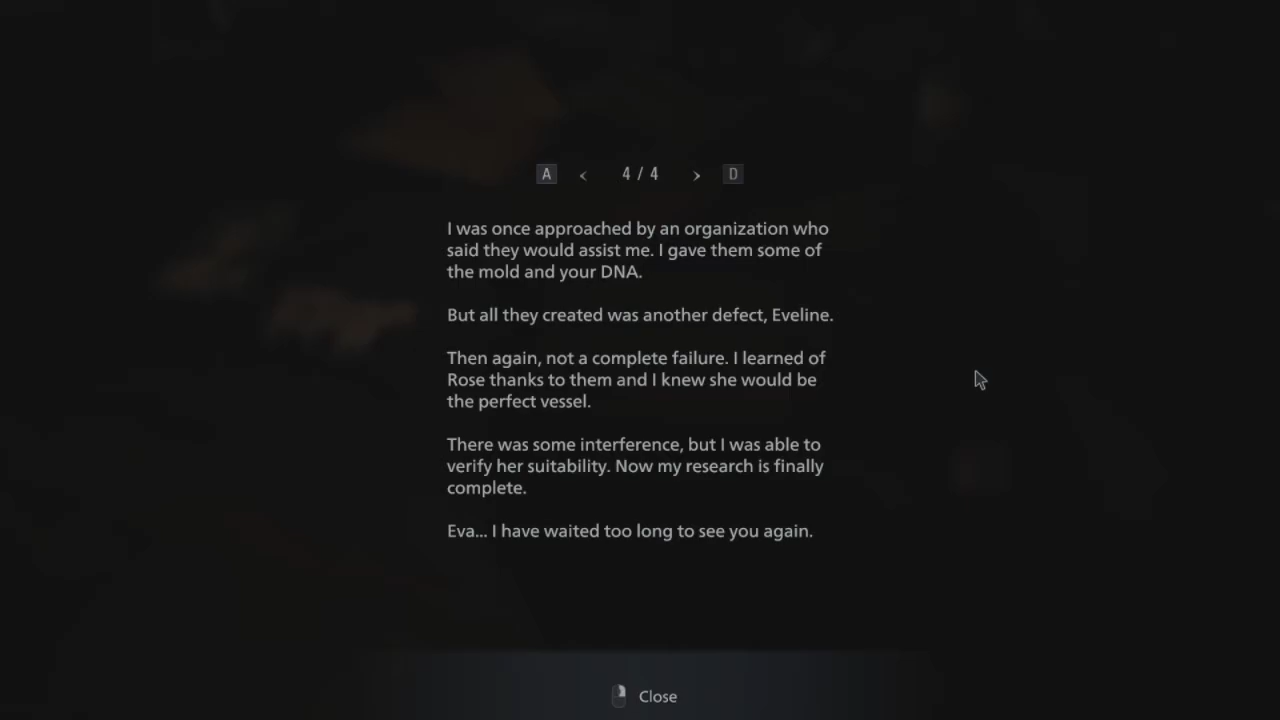 A < 4 / 4 > D
I was once approached by an organization who
said they would assist me. I gave them some of
the mold and your DNA.
But all they created was another defect, Eveline.
Then again, not a complete failure. I learned of
Rose thanks to them and I knew she would be
the perfect vessel.
There was some interference, but I was able to
verify her suitability. Now my research is finally
complete.
Eva... I have waited too long to see you again.
Close